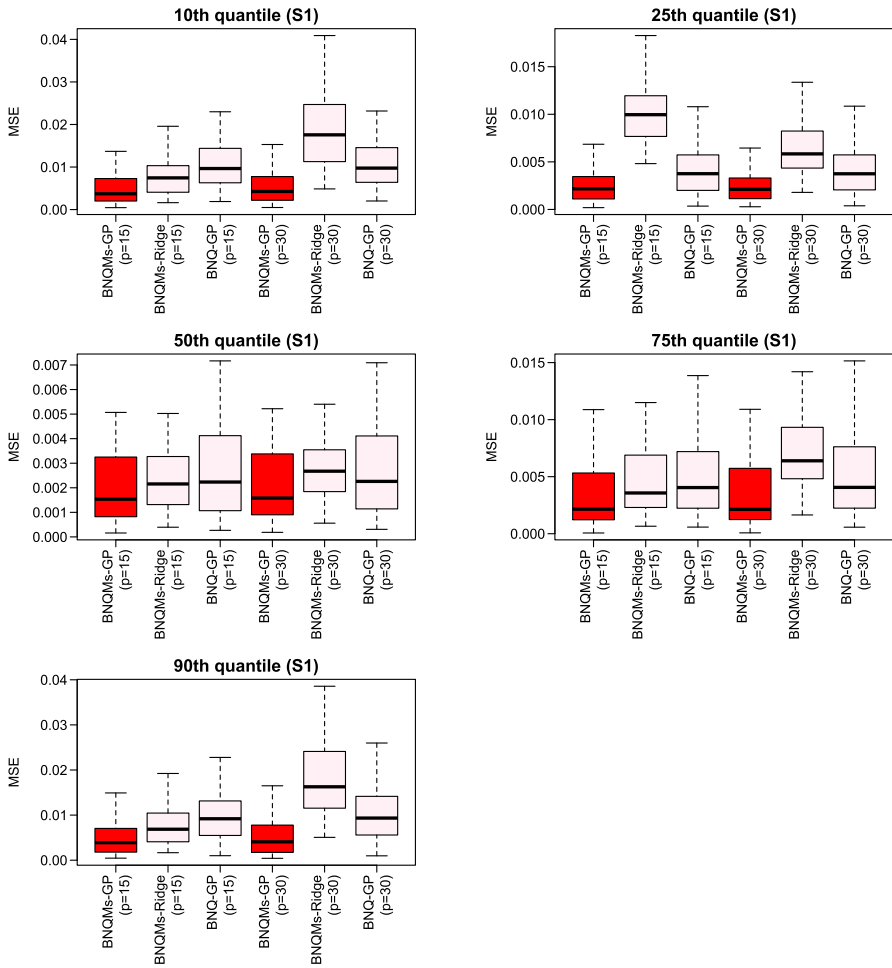 10th quantile (S1)
MSE
0.04
0.03
0.02
0.01
0.00
BNQMs-GP
(p=15)
BNQMs-Ridge
(p=15)
BNQ-GP
(p=15)
BNQMs-GP
(p=30)
BNQMs-Ridge
(p=30)
BNQ-GP
(p=30)
25th quantile (S1)
MSE
0.015
0.010
0.005
0.000
BNQMs-GP
(p=15)
BNQMs-Ridge
(p=15)
BNQ-GP
(p=15)
BNQMs-GP
(p=30)
BNQMs-Ridge
(p=30)
BNQ-GP
(p=30)
50th quantile (S1)
MSE
0.007
0.006
0.005
0.004
0.003
0.002
0.001
0.000
BNQMs-GP
(p=15)
BNQMs-Ridge
(p=15)
BNQ-GP
(p=15)
BNQMs-GP
(p=30)
BNQMs-Ridge
(p=30)
BNQ-GP
(p=30)
75th quantile (S1)
MSE
0.015
0.010
0.005
0.000
BNQMs-GP
(p=15)
BNQMs-Ridge
(p=15)
BNQ-GP
(p=15)
BNQMs-GP
(p=30)
BNQMs-Ridge
(p=30)
BNQ-GP
(p=30)
90th quantile (S1)
MSE
0.04
0.03
0.02
0.01
0.00
BNQMs-GP
(p=15)
BNQMs-Ridge
(p=15)
BNQ-GP
(p=15)
BNQMs-GP
(p=30)
BNQMs-Ridge
(p=30)
BNQ-GP
(p=30)